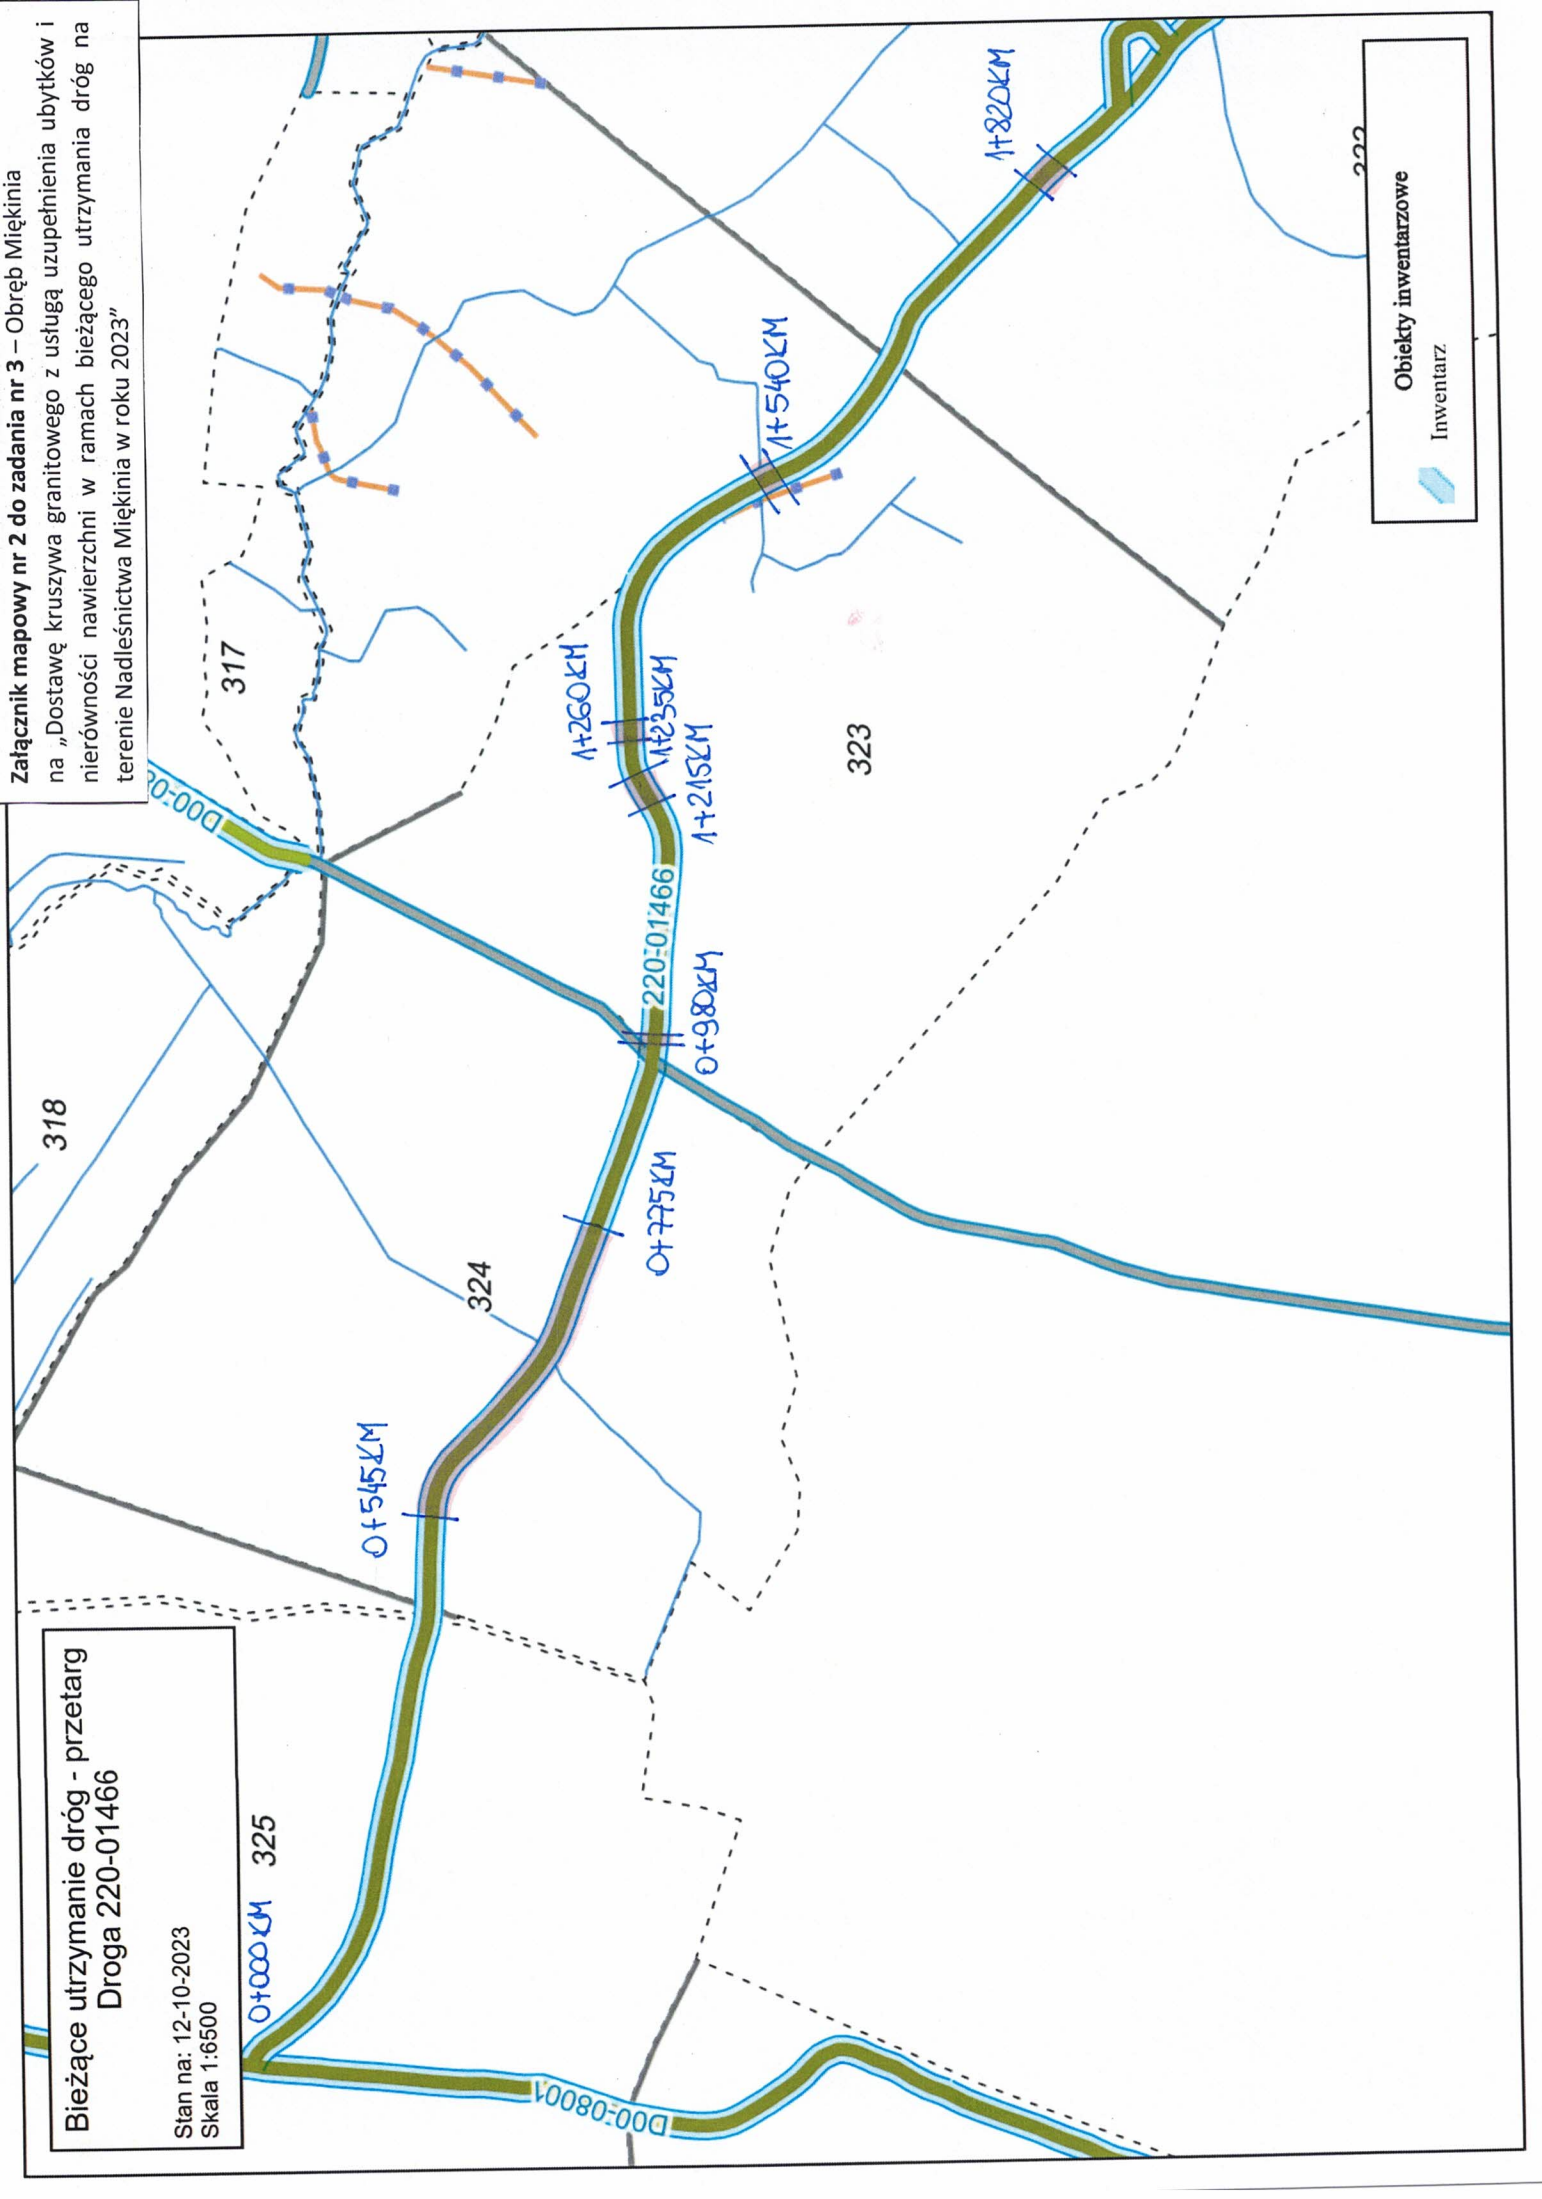 Załącznik mapowy nr 2 do zadania nr 3 – Obręb Miękinia
na „Dostawę kruszywa granitowego z usługą uzupełnienia ubytków i
nierówności nawierzchni w ramach bieżącego utrzymania dróg na
terenie Nadleśnictwa Miękinia w roku 2023”
Bieżące utrzymanie dróg - przetarg
Droga 220-01466
Stan na: 12-10-2023
Skala 1:6500
325
0+000KM
0+545KM
324
318
0+775KM
0+980KM
220-01466
317
1+215KM
1+235KM
1+260KM
323
1+540KM
1+820KM
D00-08001
Obiekty inwentarzowe
Inwentarz